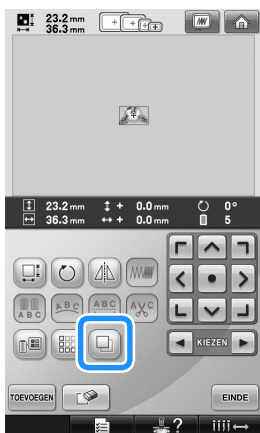 23.2 mm
36.3 mm
23.2 mm + 0.0 mm 0°
36.3 mm + 0.0 mm 5
A B C A B C A B C A V C
KIEZEN
TOEVOEGEN EINDE
?